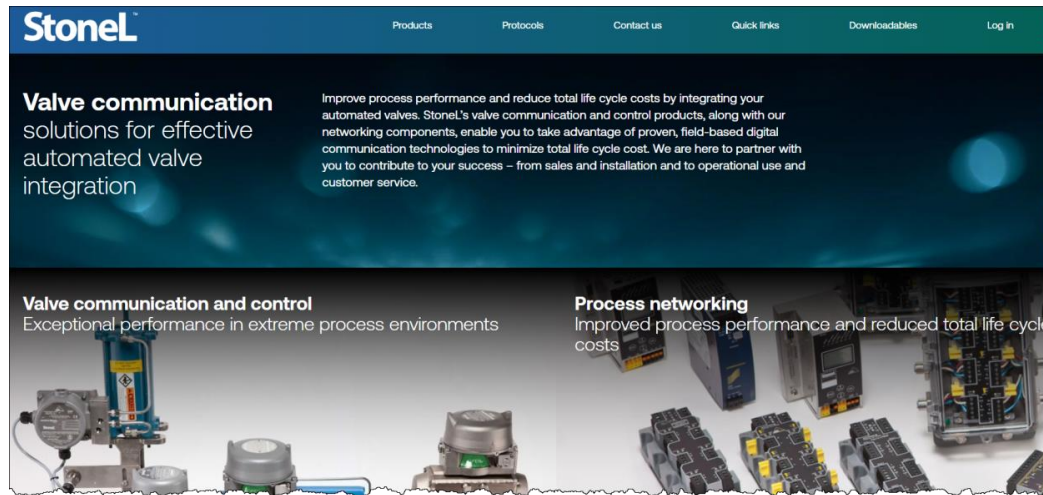 StoneL™
Products
Protocols
Contact us
Quick links
Downloadables
Log in
Valve communication
solutions for effective
automated valve
integration
Improve process performance and reduce total life cycle costs by integrating your
automated valves. StoneL's valve communication and control products, along with our
networking components, enable you to take advantage of proven, field-based digital
communication technologies to minimize total life cycle cost. We are here to partner with
you to contribute to your success – from sales and installation and to operational use and
customer service.
Valve communication and control
Exceptional performance in extreme process environments
Process networking
Improved process performance and reduced total life cycle
costs